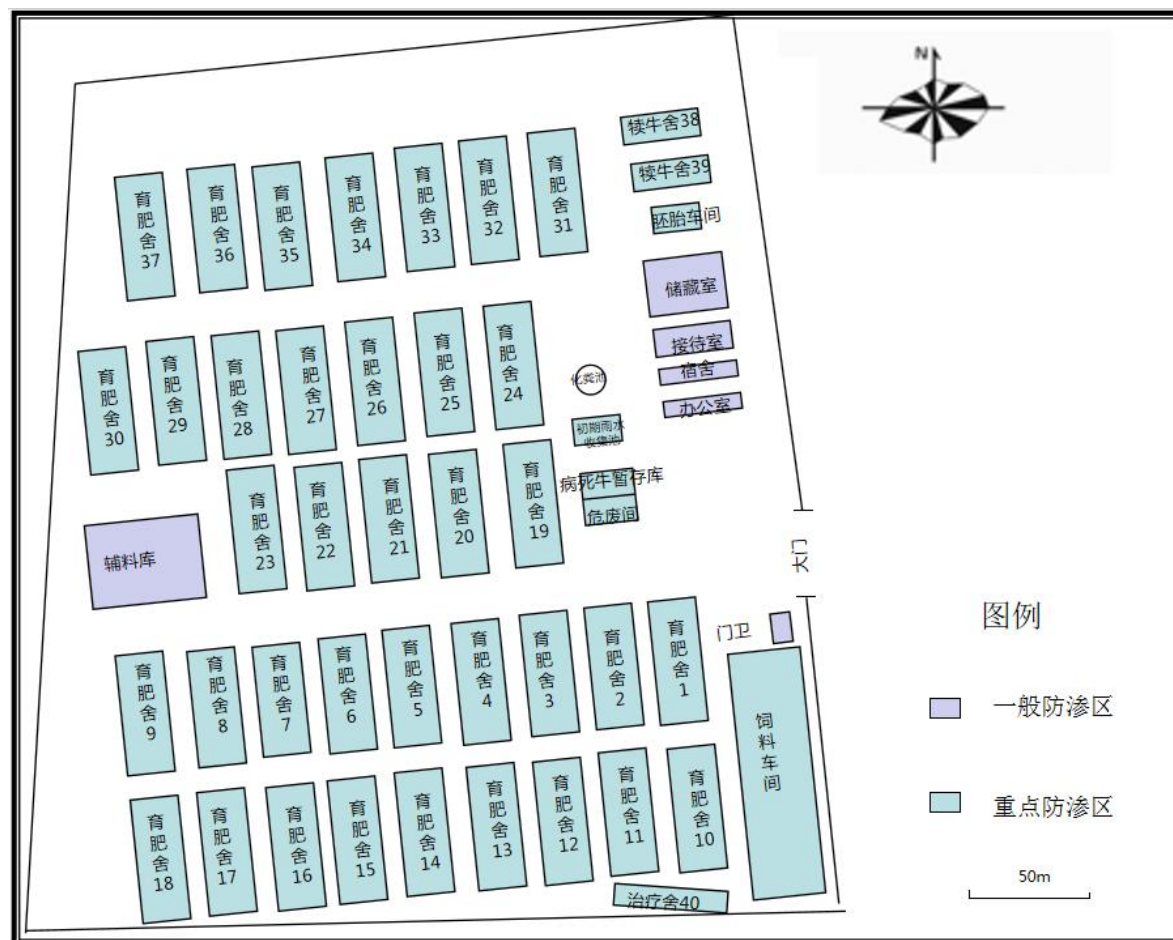 N
犊牛舍38
犊牛舍39
胚胎车间
储藏室
接待室
宿舍
办公室
育肥舍37
育肥舍36
育肥舍35
育肥舍34
育肥舍33
育肥舍32
育肥舍31
育肥舍30
育肥舍29
育肥舍28
育肥舍27
育肥舍26
育肥舍25
育肥舍24
化粪池
初期雨水
收集池
病死牛暂存库
危废间
辅料库
育肥舍23
育肥舍22
育肥舍21
育肥舍20
育肥舍19
大门
门卫
育肥舍9
育肥舍8
育肥舍7
育肥舍6
育肥舍5
育肥舍4
育肥舍3
育肥舍2
育肥舍1
饲料车间
育肥舍18
育肥舍17
育肥舍16
育肥舍15
育肥舍14
育肥舍13
育肥舍12
育肥舍11
育肥舍10
治疗舍40
图例
一般防渗区
重点防渗区
50m